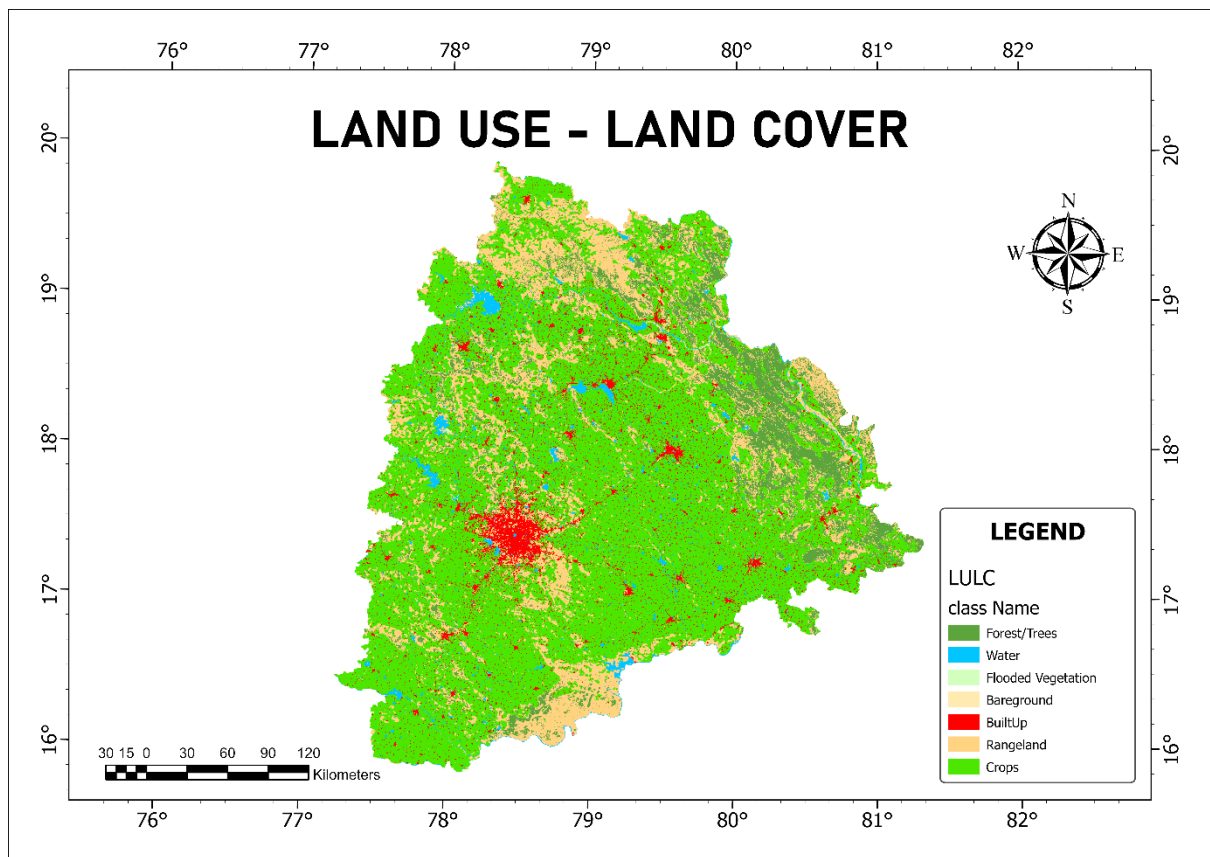 76° 77° 78° 79° 80° 81° 82°
LAND USE - LAND COVER
20° 20°
N
W E
S
19° 19°
18° 18°
17° 17°
16° 16°
LEGEND
LULC
class Name
Forest/Trees
Water
Flooded Vegetation
Bareground
BuiltUp
Rangeland
Crops
30 15 0 30 60 90 120
Kilometers
76° 77° 78° 79° 80° 81° 82°